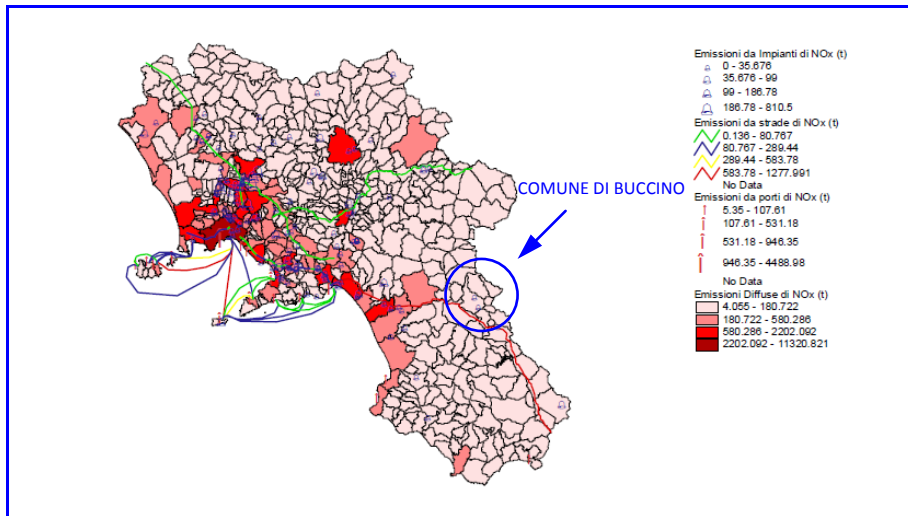 Emissioni da Impianti di NOx (t)
0 - 35.676
35.676 - 99
99 - 186.78
186.78 - 810.5
Emissioni da strade di NOx (t)
0.136 - 80.767
80.767 - 289.44
289.44 - 583.78
583.78 - 1277.991
No Data
Emissioni da porti di NOx (t)
5.35 - 107.61
107.61 - 531.18
531.18 - 946.35
946.35 - 4488.98
No Data
Emissioni Diffuse di NOx (t)
4.055 - 180.722
180.722 - 580.286
580.286 - 2202.092
2202.092 - 11320.821
COMUNE DI BUCCINO